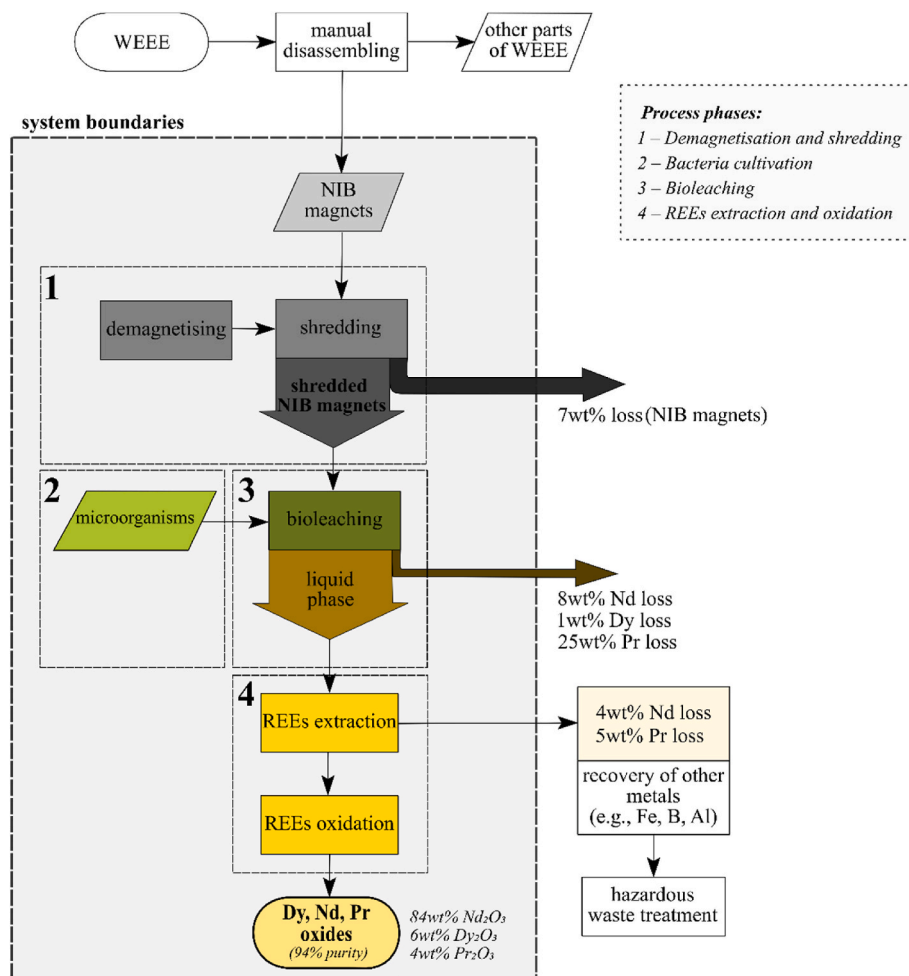 WEEE
manual
disassembling
other parts
of WEEE
Process phases:
1 – Demagnetisation and shredding
2 – Bacteria cultivation
3 – Bioleaching
4 – REEs extraction and oxidation
system boundaries
NIB
magnets
1
demagnetising
shredding
shredded
NIB magnets
7wt% loss (NIB magnets)
2
microorganisms
3
bioleaching
liquid
phase
8wt% Nd loss
1wt% Dy loss
25wt% Pr loss
4
REEs extraction
4wt% Nd loss
5wt% Pr loss
recovery of other
metals
(e.g., Fe, B, Al)
REEs oxidation
hazardous
waste treatment
Dy, Nd, Pr
oxides
(94% purity)
84wt% Nd₂O₃
6wt% Dy₂O₃
4wt% Pr₂O₃